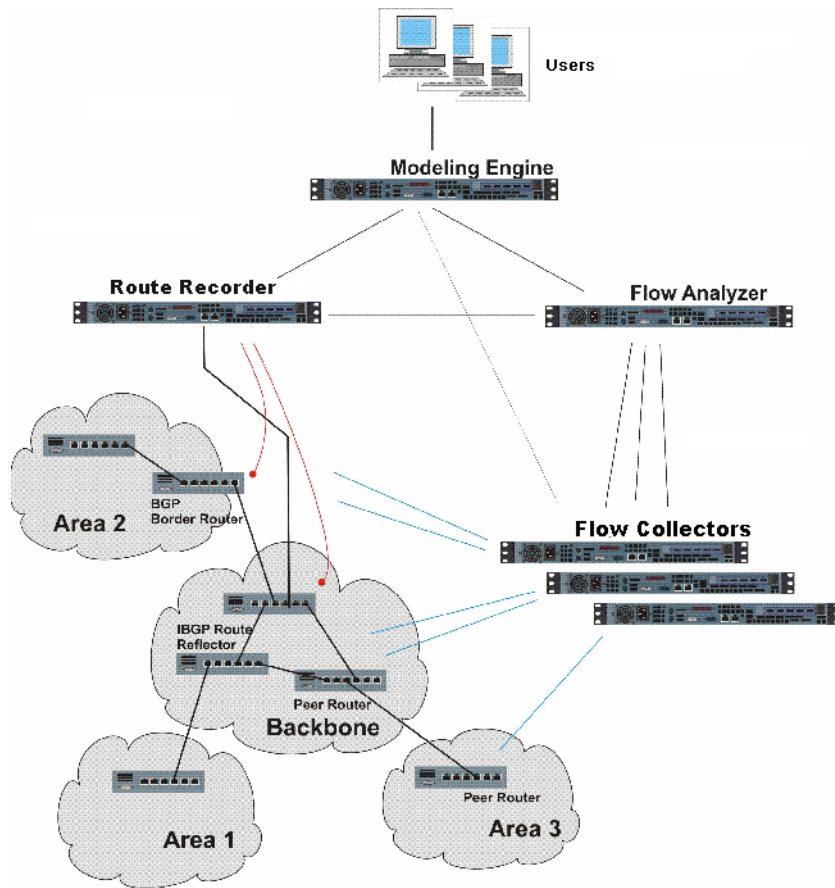 Users
Modeling Engine
Route Recorder
Flow Analyzer
BGP
Border Router
Area 2
Flow Collectors
IBGP Route
Reflector
Peer Router
Backbone
Area 1
Peer Router
Area 3